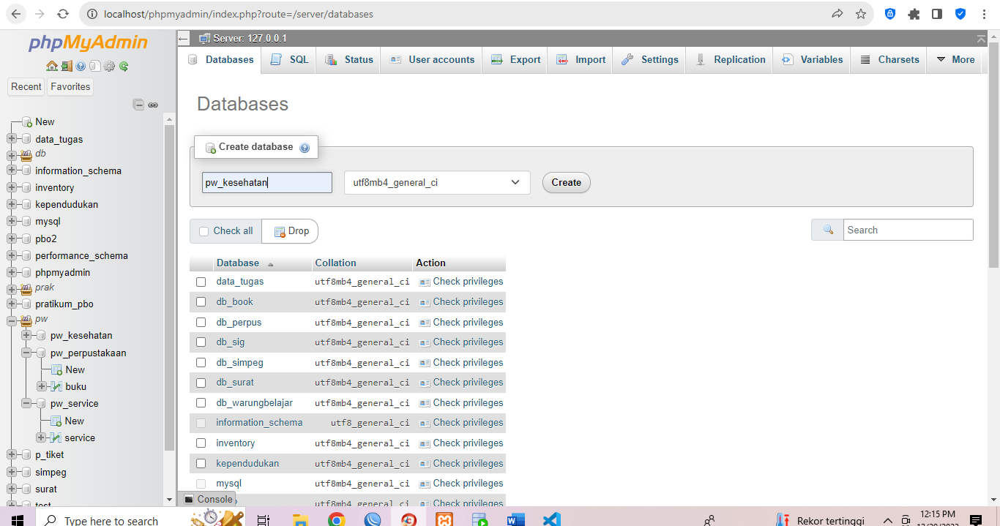 localhost/phpmyadmin/index.php?route=/server/databases
phpMyAdmin
Recent Favorites
New
data_tugas
db
information_schema
inventory
kependudukan
mysql
pbo2
performance_schema
phpmyadmin
prak
pratikum_pbo
pw
pw_kesehatan
pw_perpustakaan
New
buku
pw_service
New
service
p_tiket
simpeg
surat
test
Server: 127.0.0.1
Databases SQL Status User accounts Export Import Settings Replication Variables Charsets More
Databases
Create database
pw_kesehatan utf8mb4_general_ci Create
Check all Drop Search
Database Collation Action
data_tugas utf8mb4_general_ci Check privileges
db_book utf8mb4_general_ci Check privileges
db_perpus utf8mb4_general_ci Check privileges
db_sig utf8mb4_general_ci Check privileges
db_simpeg utf8mb4_general_ci Check privileges
db_surat utf8mb4_general_ci Check privileges
db_warungbelajar utf8mb4_general_ci Check privileges
information_schema utf8_general_ci Check privileges
inventory utf8mb4_general_ci Check privileges
kependudukan utf8mb4_general_ci Check privileges
mysql utf8mb4_general_ci Check privileges
utf8mb4_general_ci Check privileges
Console
Type here to search
Rekor tertinggi
12:15 PM